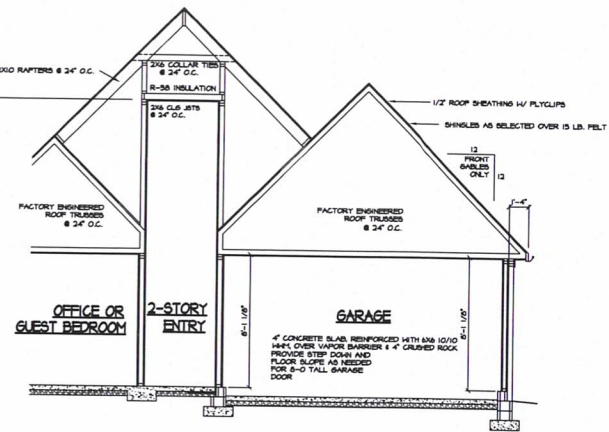 2X6 COLLAR TIES
@ 24" O.C.
RAFTERS @ 24" O.C.
R-38 INSULATION
2X6 CLG JSTS
@ 24" O.C.
1/2" ROOF SHEATHING W/ PLYCLIPS
SHINGLES AS SELECTED OVER 15 LB. FELT
12
FRONT
GABLES
ONLY
12
1'-4"
FACTORY ENGINEERED
ROOF TRUSSES
@ 24" O.C.
FACTORY ENGINEERED
ROOF TRUSSES
@ 24" O.C.
OFFICE OR
GUEST BEDROOM
2-STORY
ENTRY
8'-1 1/8"
GARAGE
8'-1 1/8"
4" CONCRETE SLAB, REINFORCED WITH 6X6 10/10
WWM, OVER VAPOR BARRIER & 4" CRUSHED ROCK
PROVIDE STEP DOWN AND
FLOOR SLOPE AS NEEDED
FOR 8-0 TALL GARAGE
DOOR